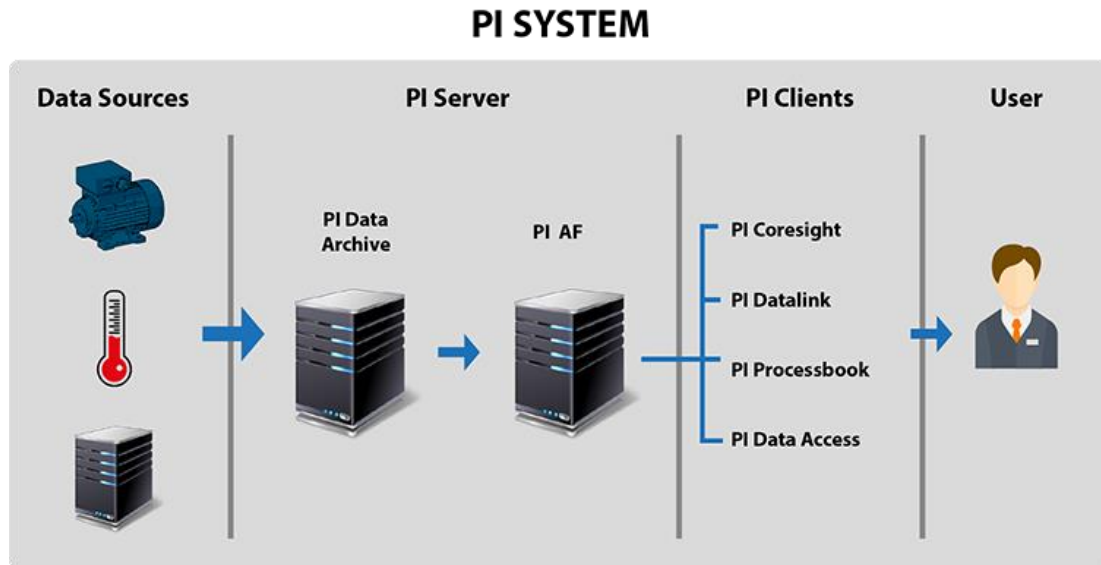 PI SYSTEM
Data Sources
PI Server
PI Clients
User
PI Data
Archive
PI AF
PI Coresight
PI Datalink
PI Processbook
PI Data Access